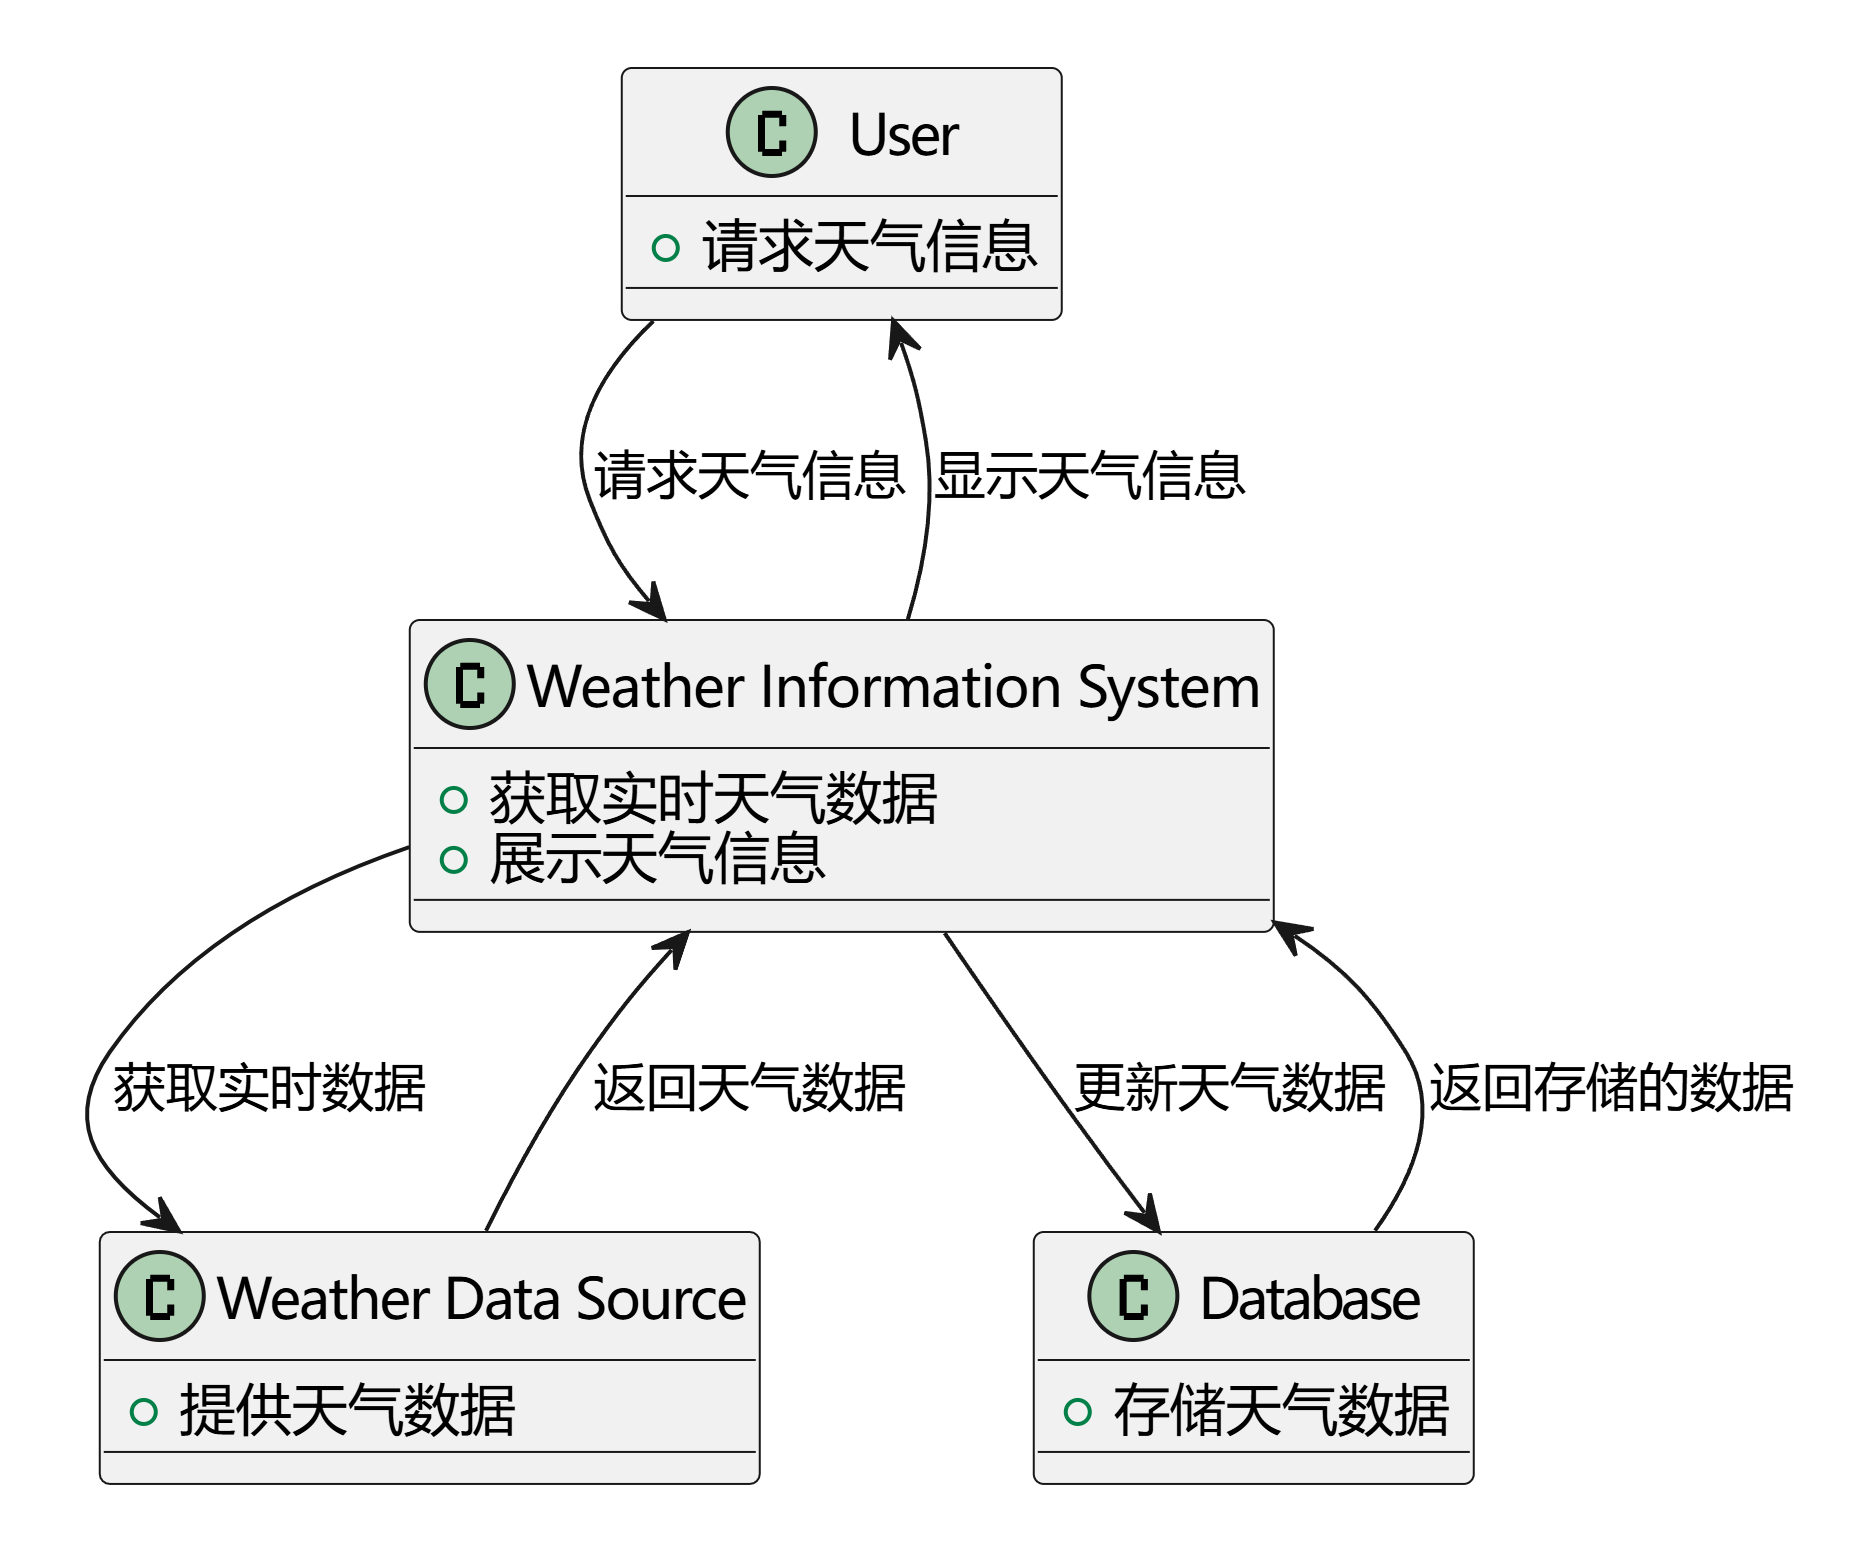 C User
请求天气信息
请求天气信息
显示天气信息
C Weather Information System
获取实时天气数据
展示天气信息
获取实时数据
返回天气数据
更新天气数据
返回存储的数据
C Weather Data Source
提供天气数据
C Database
存储天气数据